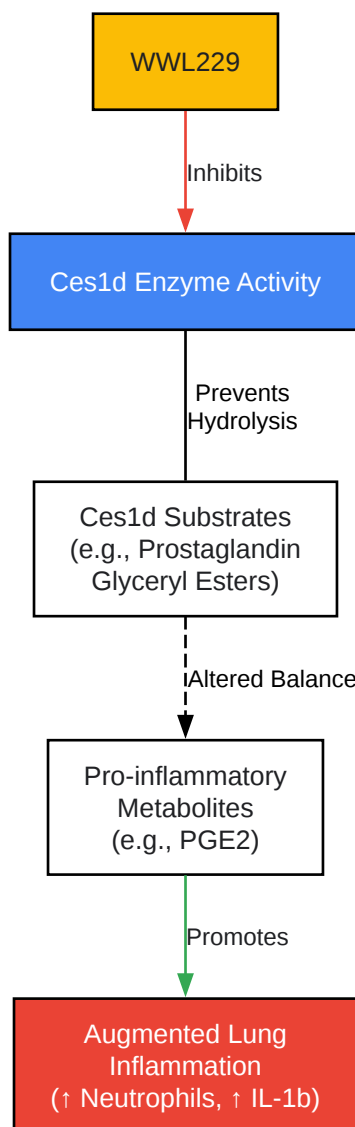 WWL229
Inhibits
Ces1d Enzyme Activity
Prevents
Hydrolysis
Ces1d Substrates
(e.g., Prostaglandin
Glyceryl Esters)
Altered Balance
Pro-inflammatory
Metabolites
(e.g., PGE2)
Promotes
Augmented Lung
Inflammation
(↑ Neutrophils, ↑ IL-1b)